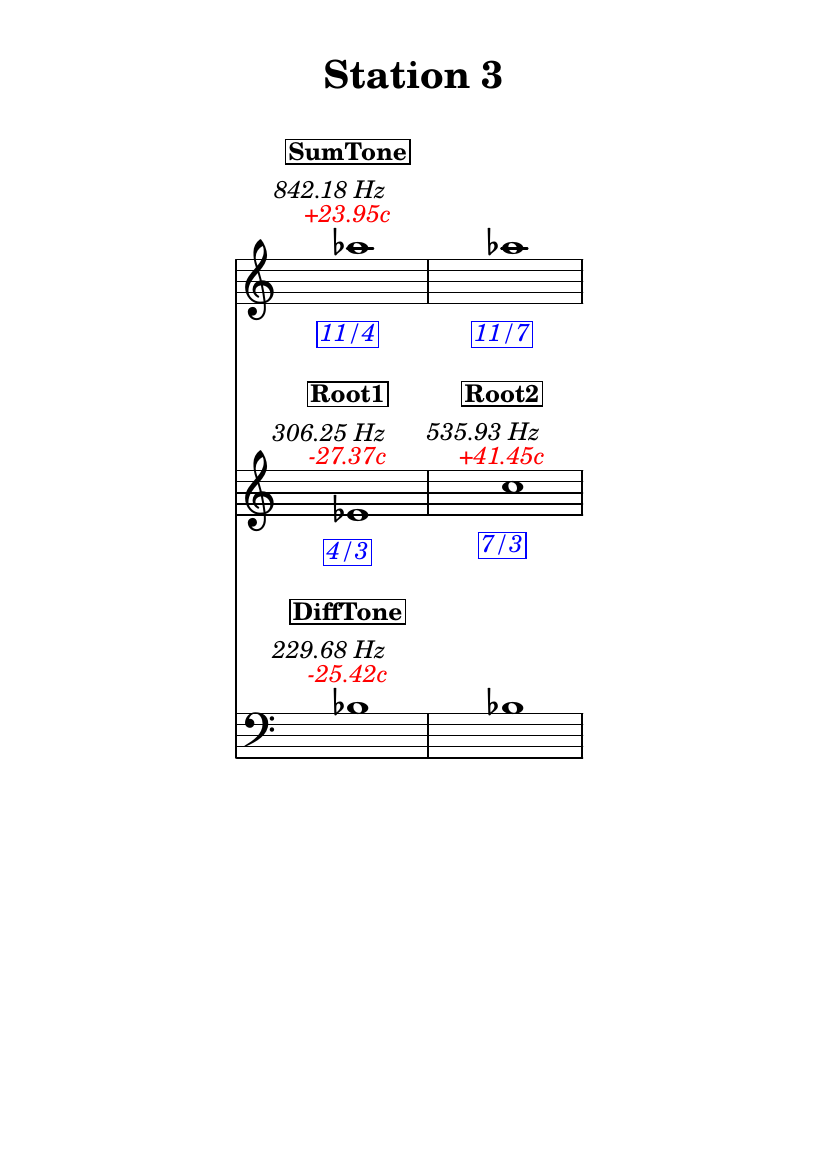 Station 3
SumTone
842.18 Hz
+23.95c
11/4 11/7
Root1 Root2
306.25 Hz 535.93 Hz
-27.37c +41.45c
4/3 7/3
DiffTone
229.68 Hz
-25.42c